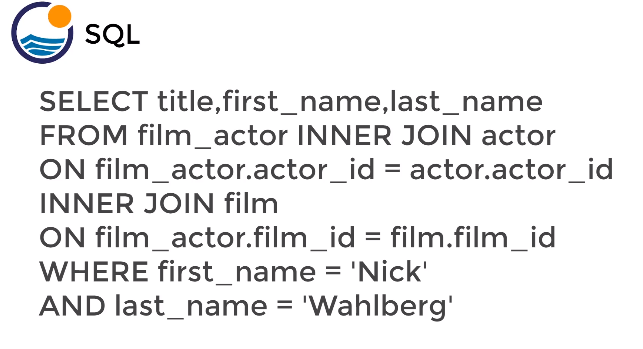 SQL
SELECT title,first_name,last_name
FROM film_actor INNER JOIN actor
ON film_actor.actor_id = actor.actor_id
INNER JOIN film
ON film_actor.film_id = film.film_id
WHERE first_name = 'Nick'
AND last_name = 'Wahlberg'